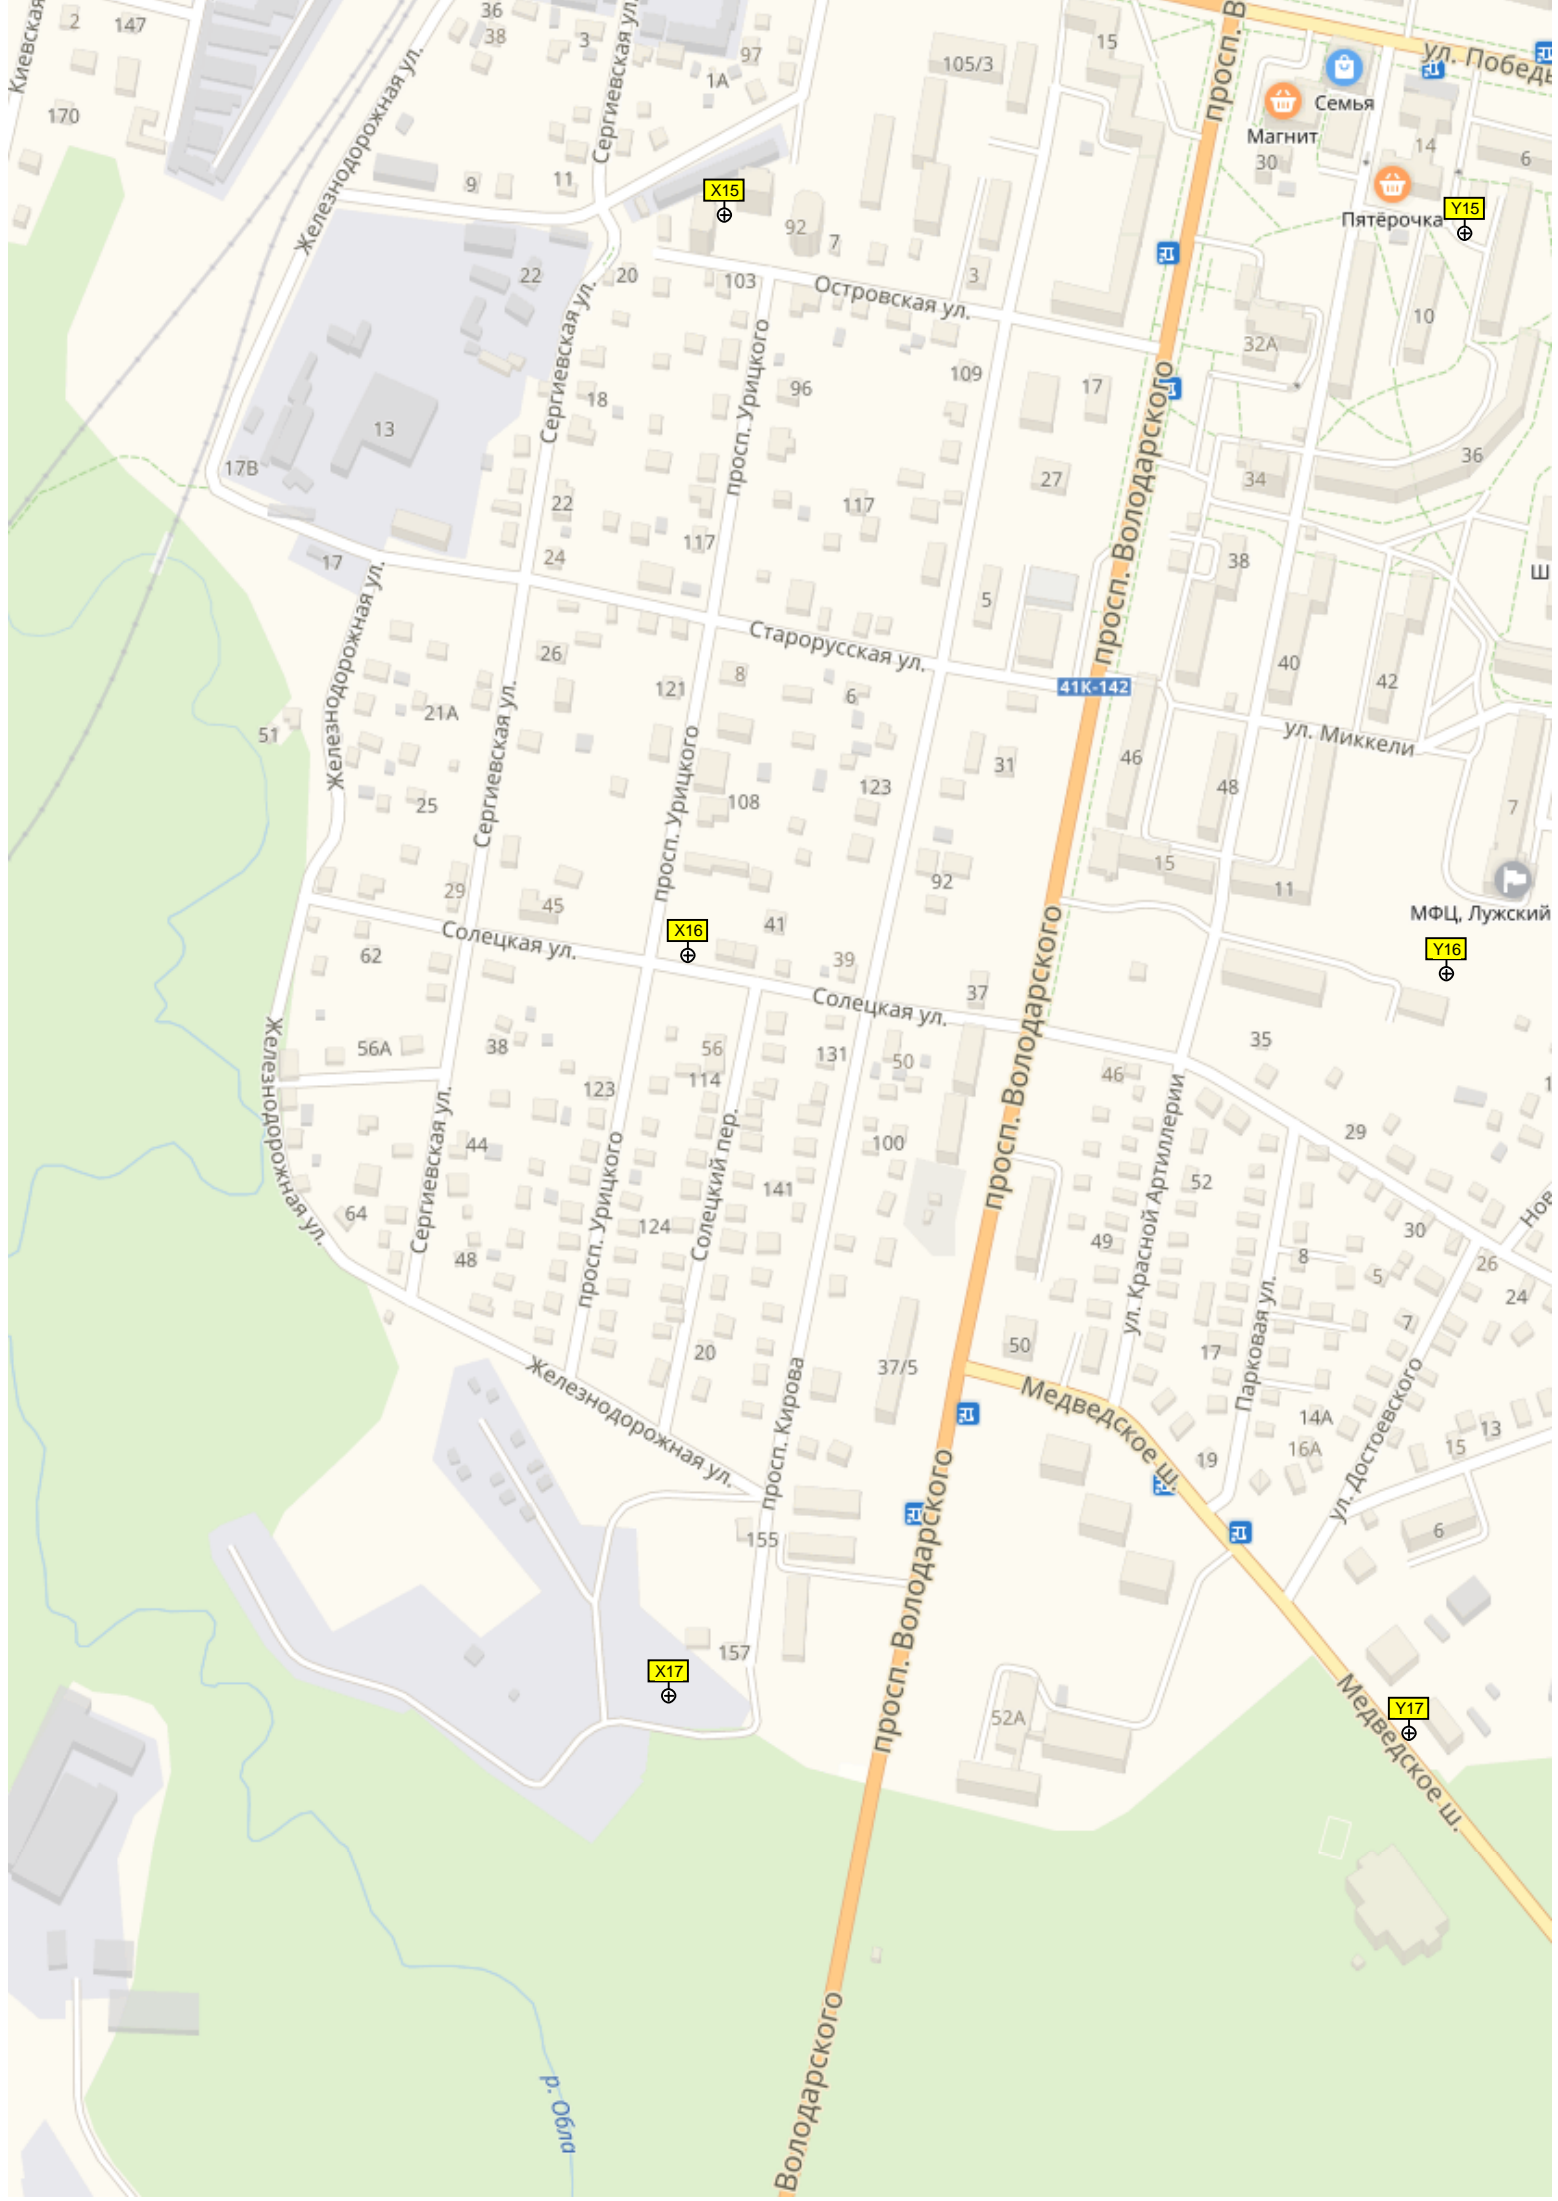 Киевская
2
147
36
38
3
Сергиевская ул.
97
1А
105/3
15
просп. В
ул. Победы
Семья
Магнит
30
14
6
170
Железнодорожная ул.
9
11
X15
92
7
Пятёрочка
Y15
22
20
103
Островская ул.
3
10
32А
Сергиевская ул.
просп. Урицкого
109
17
96
18
13
17В
36
27
34
просп. Володарского
22
117
117
24
17
38
5
Ш
Железнодорожная ул.
Старорусская ул.
26
8
121
6
41К-142
40
42
21А
51
ул. Миккели
Сергиевская ул.
просп. Урицкого
31
46
48
123
108
25
7
15
11
29
45
92
МФЦ, Лужский
Солецкая ул.
X16
41
39
62
Y16
37
Солецкая ул.
просп. Володарского
56А
38
56
114
131
50
35
46
123
Железнодорожная ул.
Сергиевская ул.
44
просп. Урицкого
Солецкий пер.
100
29
ул. Красной Артиллерии
52
141
64
124
49
30
Нов
48
8
26
5
24
7
20
37/5
50
17
Парковая ул.
Железнодорожная ул.
просп. Кирова
Медведское ш.
14А
16А
19
15
13
ул. Достоевского
просп. Володарского
155
6
157
X17
52А
Медведское ш.
Y17
Володарского
р. Обла